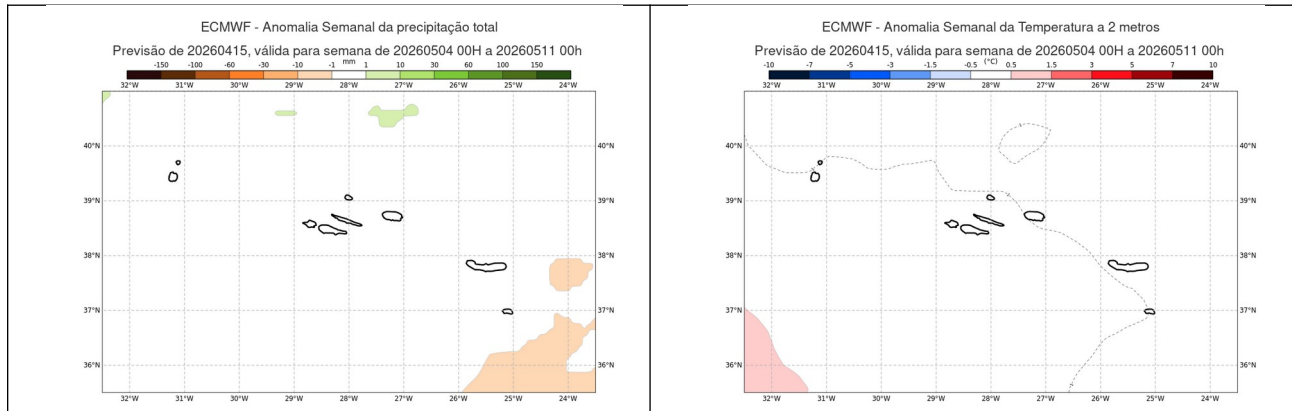 ECMWF - Anomalia Semanal da precipitação total
Previsão de 20260415, válida para semana de 20260504 00H a 20260511 00h
mm
-150 -100 -60 -30 -10 -1 1 10 30 60 100 150
32°W 31°W 30°W 29°W 28°W 27°W 26°W 25°W 24°W
40°N 40°N
39°N 39°N
38°N 38°N
37°N 37°N
36°N 36°N
32°W 31°W 30°W 29°W 28°W 27°W 26°W 25°W 24°W
ECMWF - Anomalia Semanal da Temperatura a 2 metros
Previsão de 20260415, válida para semana de 20260504 00H a 20260511 00h
(°C)
-10 -7 -5 -3 -1.5 -0.5 0.5 1.5 3 5 7 10
32°W 31°W 30°W 29°W 28°W 27°W 26°W 25°W 24°W
40°N 40°N
39°N 39°N
38°N 38°N
37°N 37°N
36°N 36°N
32°W 31°W 30°W 29°W 28°W 27°W 26°W 25°W 24°W